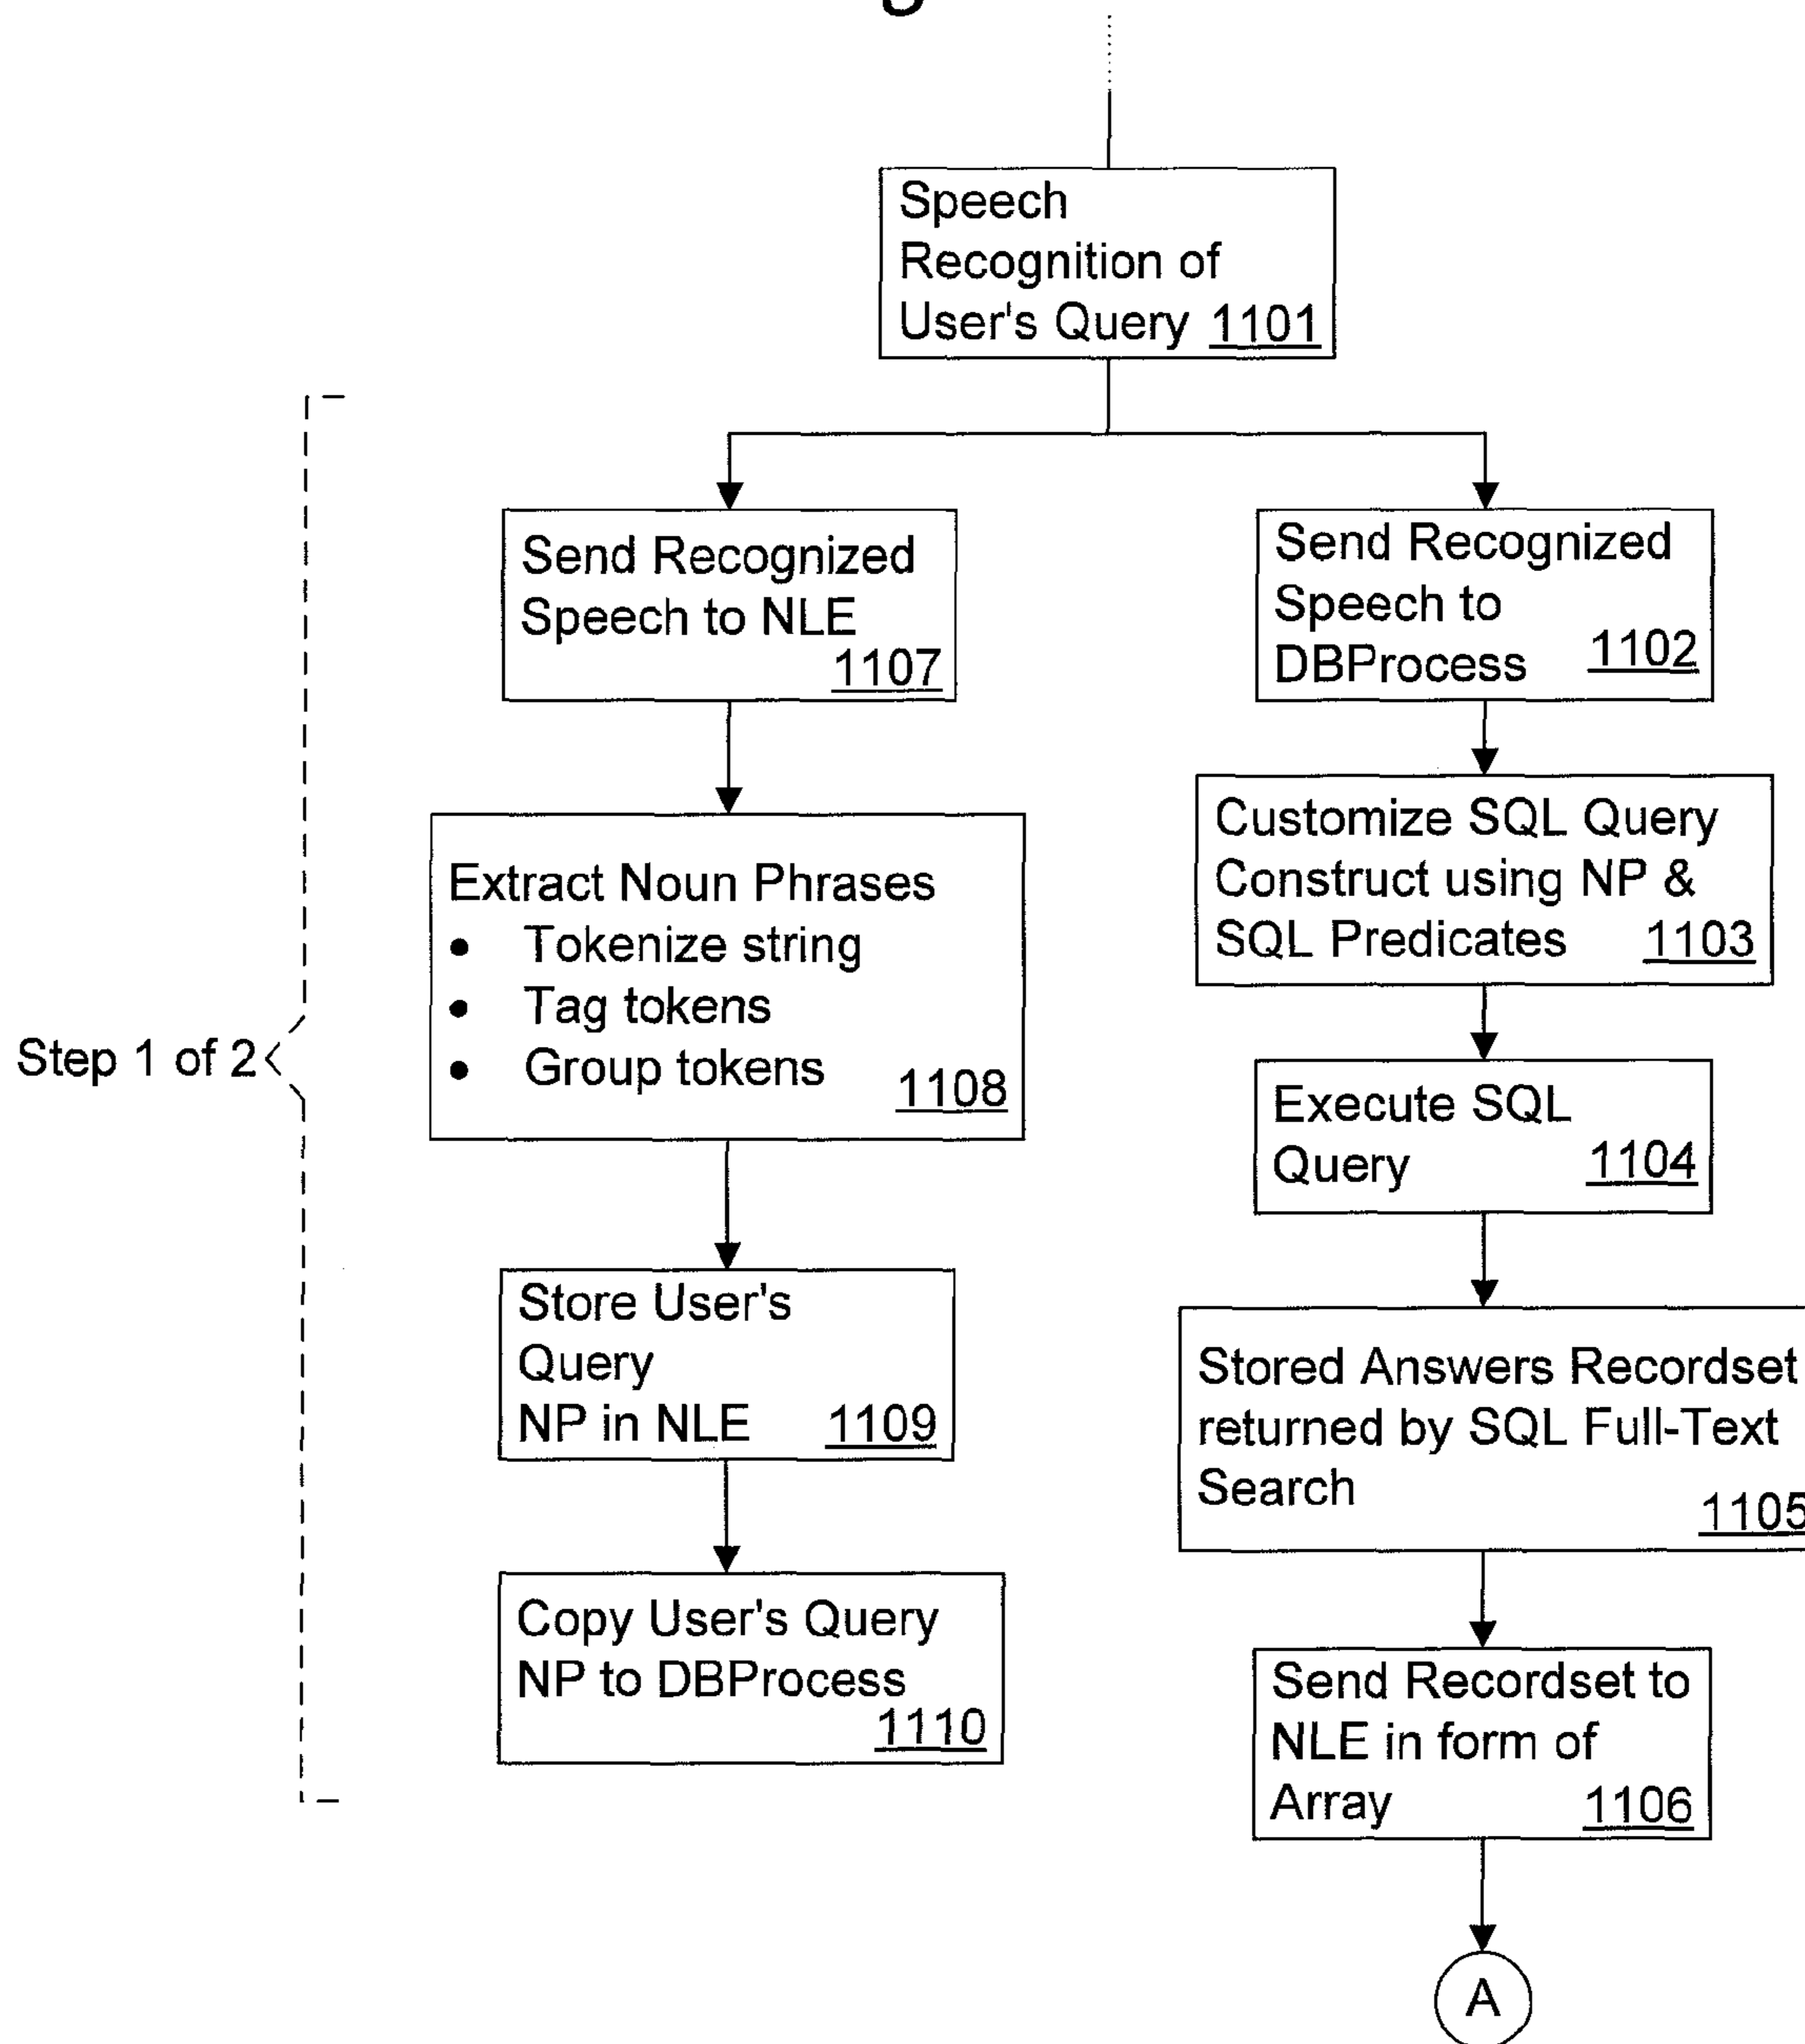 Speech
Recognition of
User's Query 1101
Send Recognized
Speech to NLE
1107
Send Recognized
Speech to
DBProcess 1102
Extract Noun Phrases
• Tokenize string
• Tag tokens
• Group tokens
1108
Customize SQL Query
Construct using NP &
SQL Predicates 1103
Step 1 of 2
Execute SQL
Query 1104
Store User's
Query
NP in NLE 1109
Stored Answers Recordset
returned by SQL Full-Text
Search
1105
Copy User's Query
NP to DBProcess
1110
Send Recordset to
NLE in form of
Array 1106
A